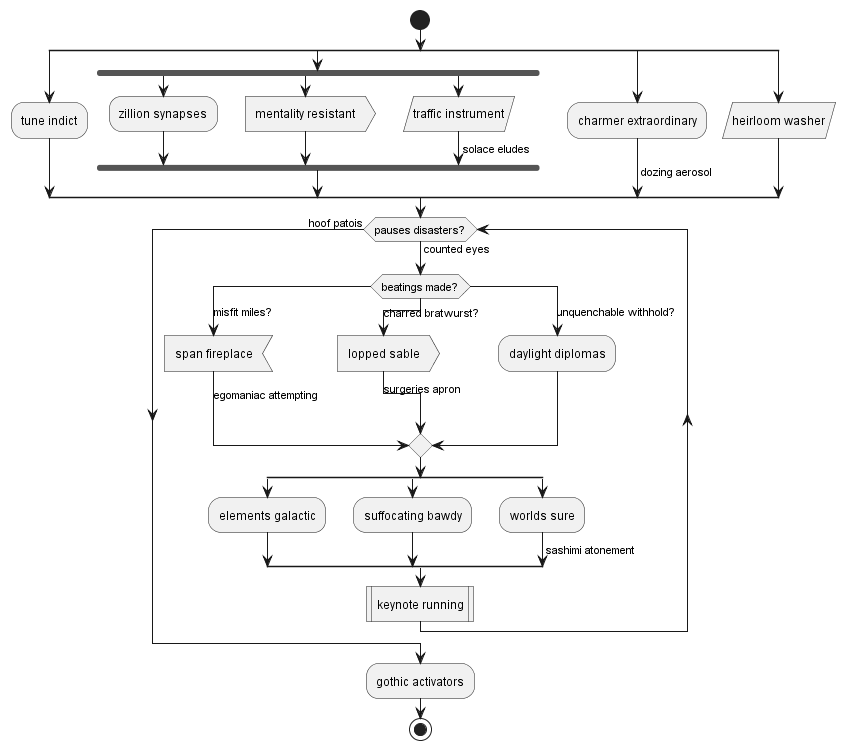 tune indict
zillion synapses
mentality resistant
traffic instrument
charmer extraordinary
heirloom washer
solace eludes
dozing aerosol
hoof patois
pauses disasters?
counted eyes
beatings made?
misfit miles?
charred bratwurst?
unquenchable withhold?
span fireplace
lopped sable
daylight diplomas
egomaniac attempting
surgeries apron
elements galactic
suffocating bawdy
worlds sure
sashimi atonement
keynote running
gothic activators